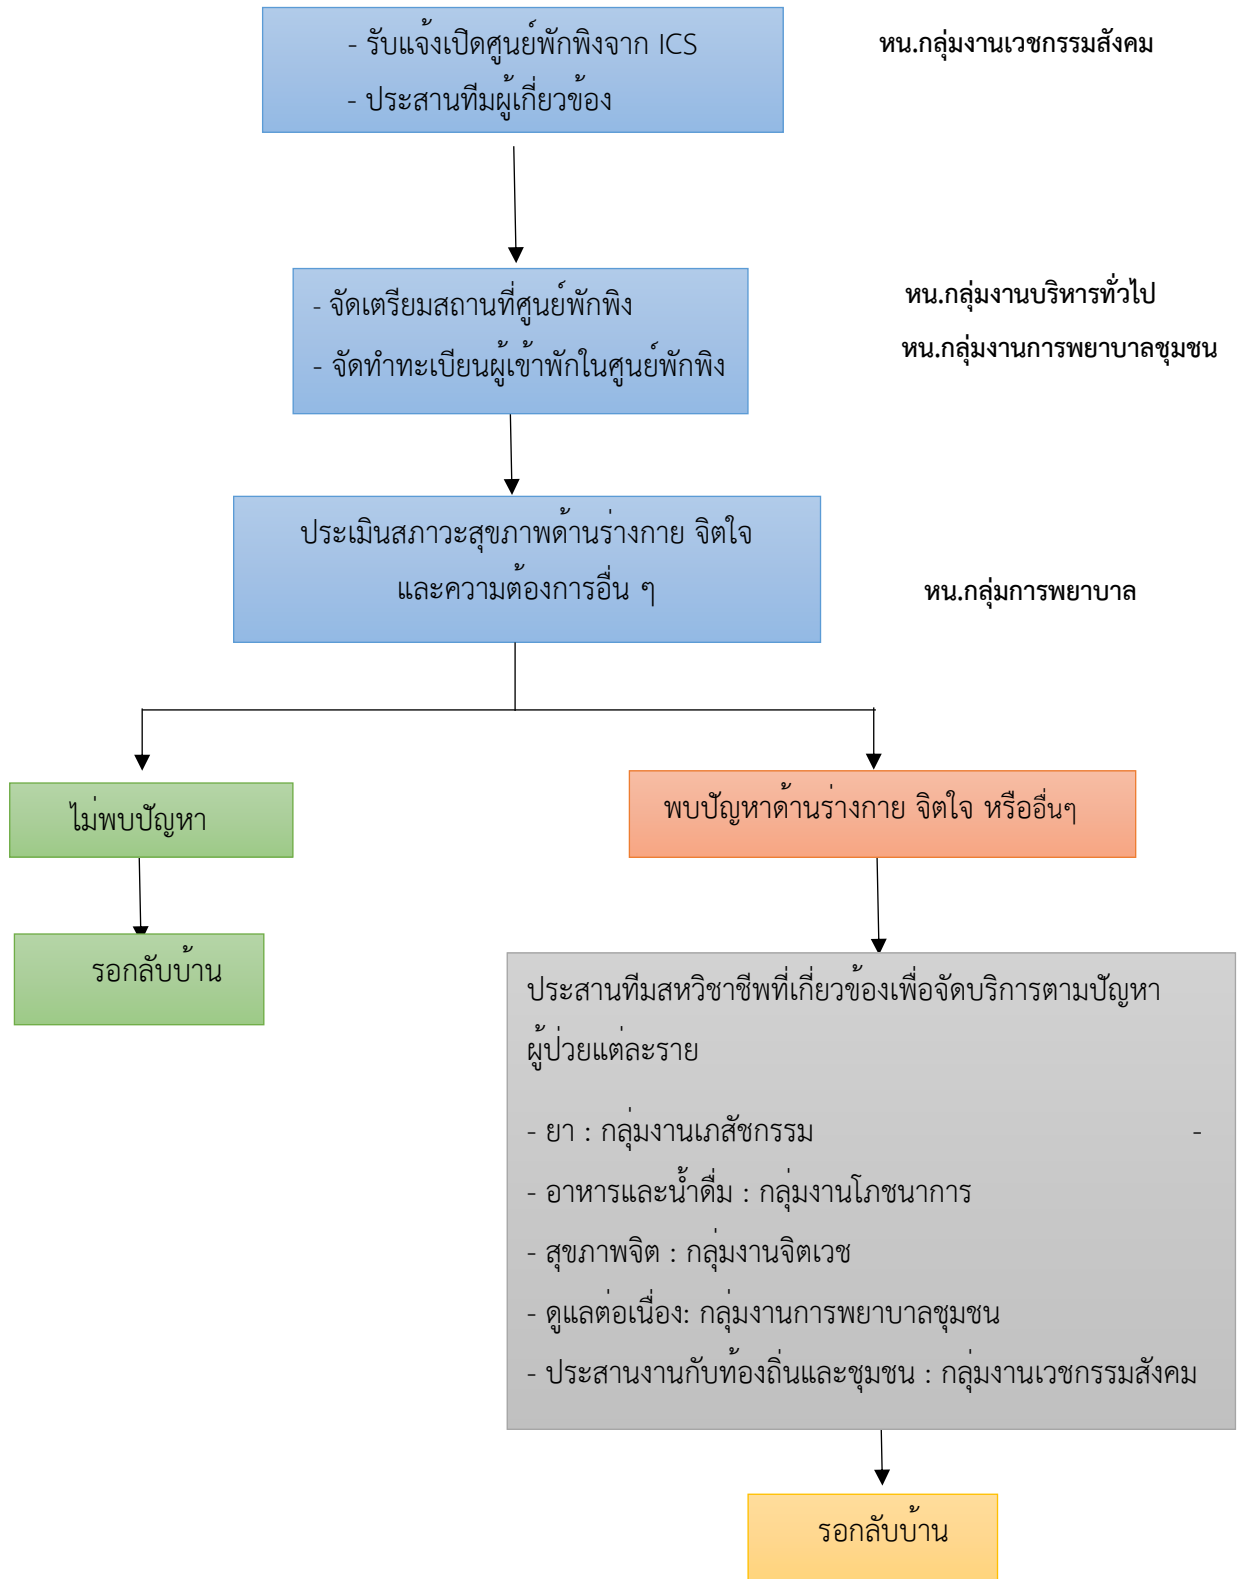 - รับแจ้งเปิดศูนย์พักพิงจาก ICS
- ประสานทีมผู้เกี่ยวข้อง
หน.กลุ่มงานเวชกรรมสังคม
- จัดเตรียมสถานที่ศูนย์พักพิง
- จัดทำทะเบียนผู้เข้าพักในศูนย์พักพิง
หน.กลุ่มงานบริหารทั่วไป
หน.กลุ่มงานการพยาบาลชุมชน
ประเมินสภาวะสุขภาพด้านร่างกาย จิตใจ
และความต้องการอื่น ๆ
หน.กลุ่มการพยาบาล
ไม่พบปัญหา
พบปัญหาด้านร่างกาย จิตใจ หรืออื่นๆ
รอกลับบ้าน
ประสานทีมสหวิชาชีพที่เกี่ยวข้องเพื่อจัดบริการตามปัญหา
ผู้ป่วยแต่ละราย
- ยา : กลุ่มงานเภสัชกรรม -
- อาหารและน้ำดื่ม : กลุ่มงานโภชนาการ
- สุขภาพจิต : กลุ่มงานจิตเวช
- ดูแลต่อเนื่อง: กลุ่มงานการพยาบาลชุมชน
- ประสานงานกับท้องถิ่นและชุมชน : กลุ่มงานเวชกรรมสังคม
รอกลับบ้าน